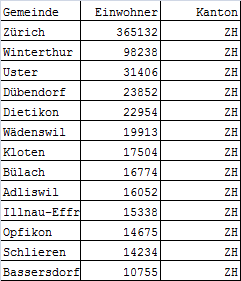 Gemeinde Einwohner Kanton
Zürich 365132 ZH
Winterthur 98238 ZH
Uster 31406 ZH
Dübendorf 23852 ZH
Dietikon 22954 ZH
Wädenswil 19913 ZH
Kloten 17504 ZH
Bülach 16774 ZH
Adliswil 16052 ZH
Illnau-Effr 15338 ZH
Opfikon 14675 ZH
Schlieren 14234 ZH
Bassersdorf 10755 ZH